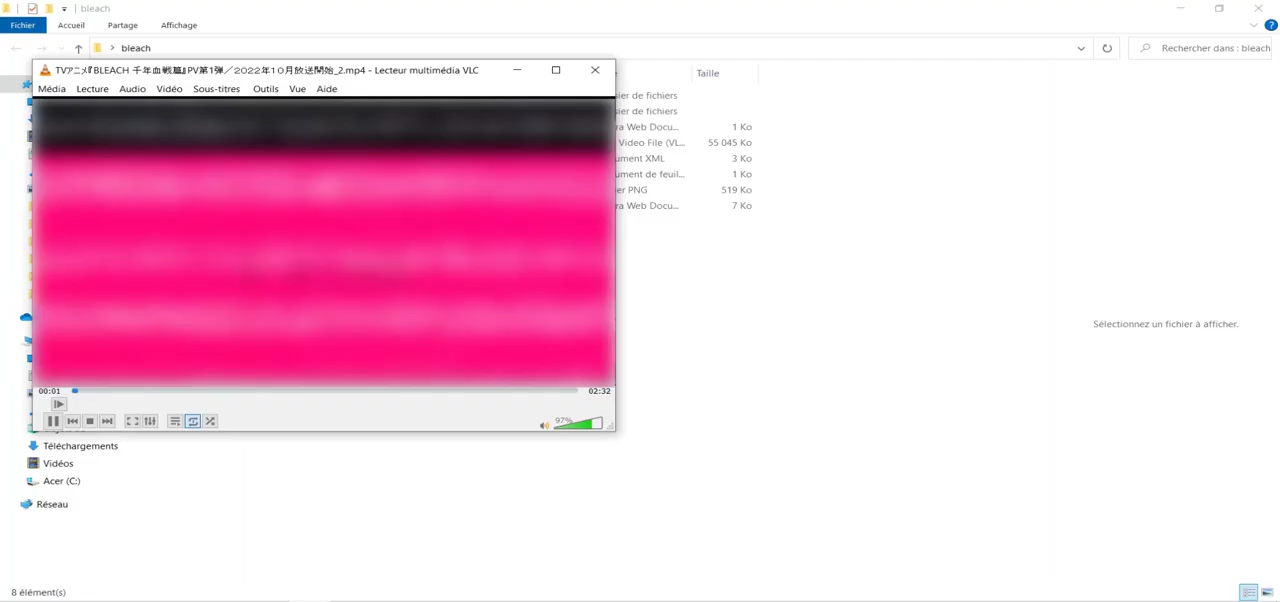 bleach
Fichier Accueil Partage Affichage
bleach
Rechercher dans : bleach
TVアニメ『BLEACH 千年血戦篇』PV第1弾／2022年10月放送開始_2.mp4 - Lecteur multimédia VLC
Média Lecture Audio Vidéo Sous-titres Outils Vue Aide
Taille
ier de fichiers
ier de fichiers
ra Web Docu... 1 Ko
Video File (VL... 55 045 Ko
ument XML 3 Ko
ument de feuil... 1 Ko
er PNG 519 Ko
ra Web Docu... 7 Ko
Sélectionnez un fichier à afficher.
00:01 02:32
97%
Téléchargements
Vidéos
Acer (C:)
Réseau
8 élément(s)